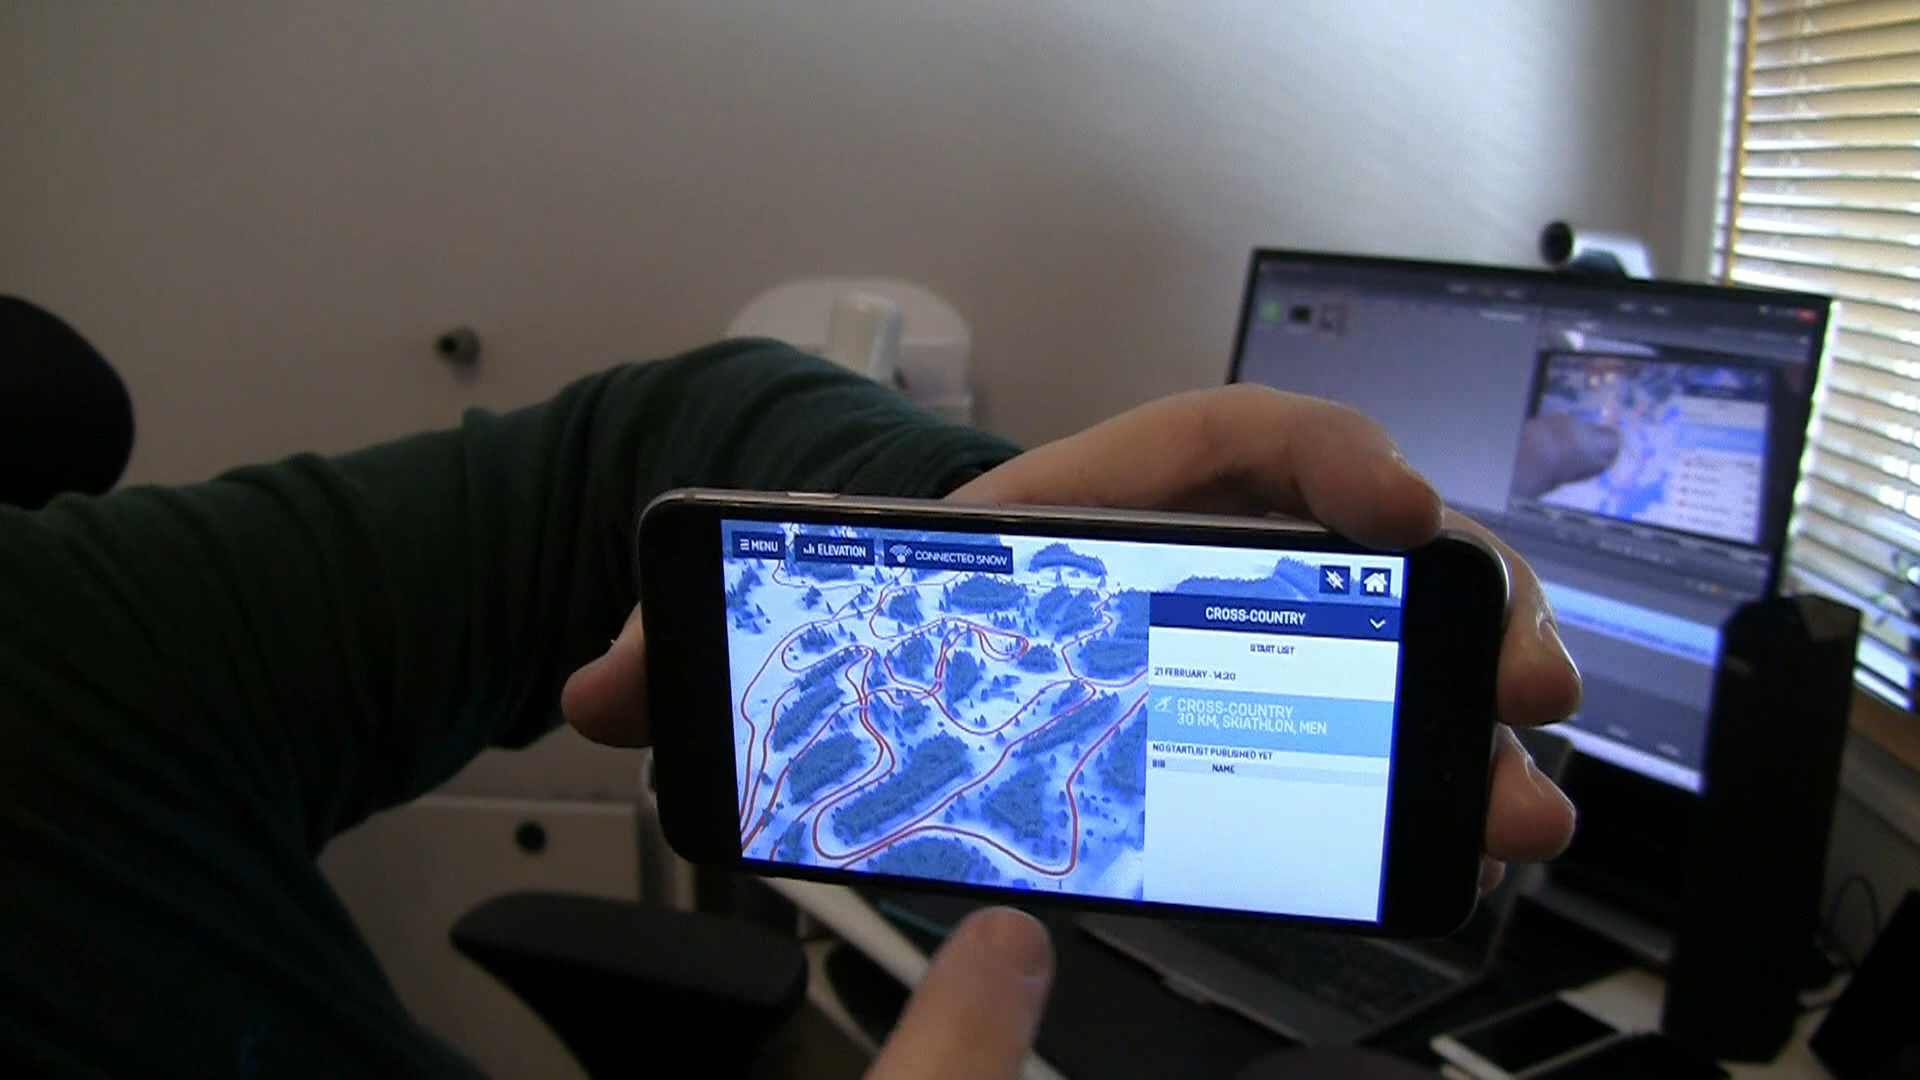 MENU
ELEVATION
CONNECTED SNOW
CROSS-COUNTRY
START LIST
21 FEBRUARY - 14:30
CROSS-COUNTRY
30 KM, SKIATHLON, MEN
NO STARTLIST PUBLISHED YET
BIB NAME